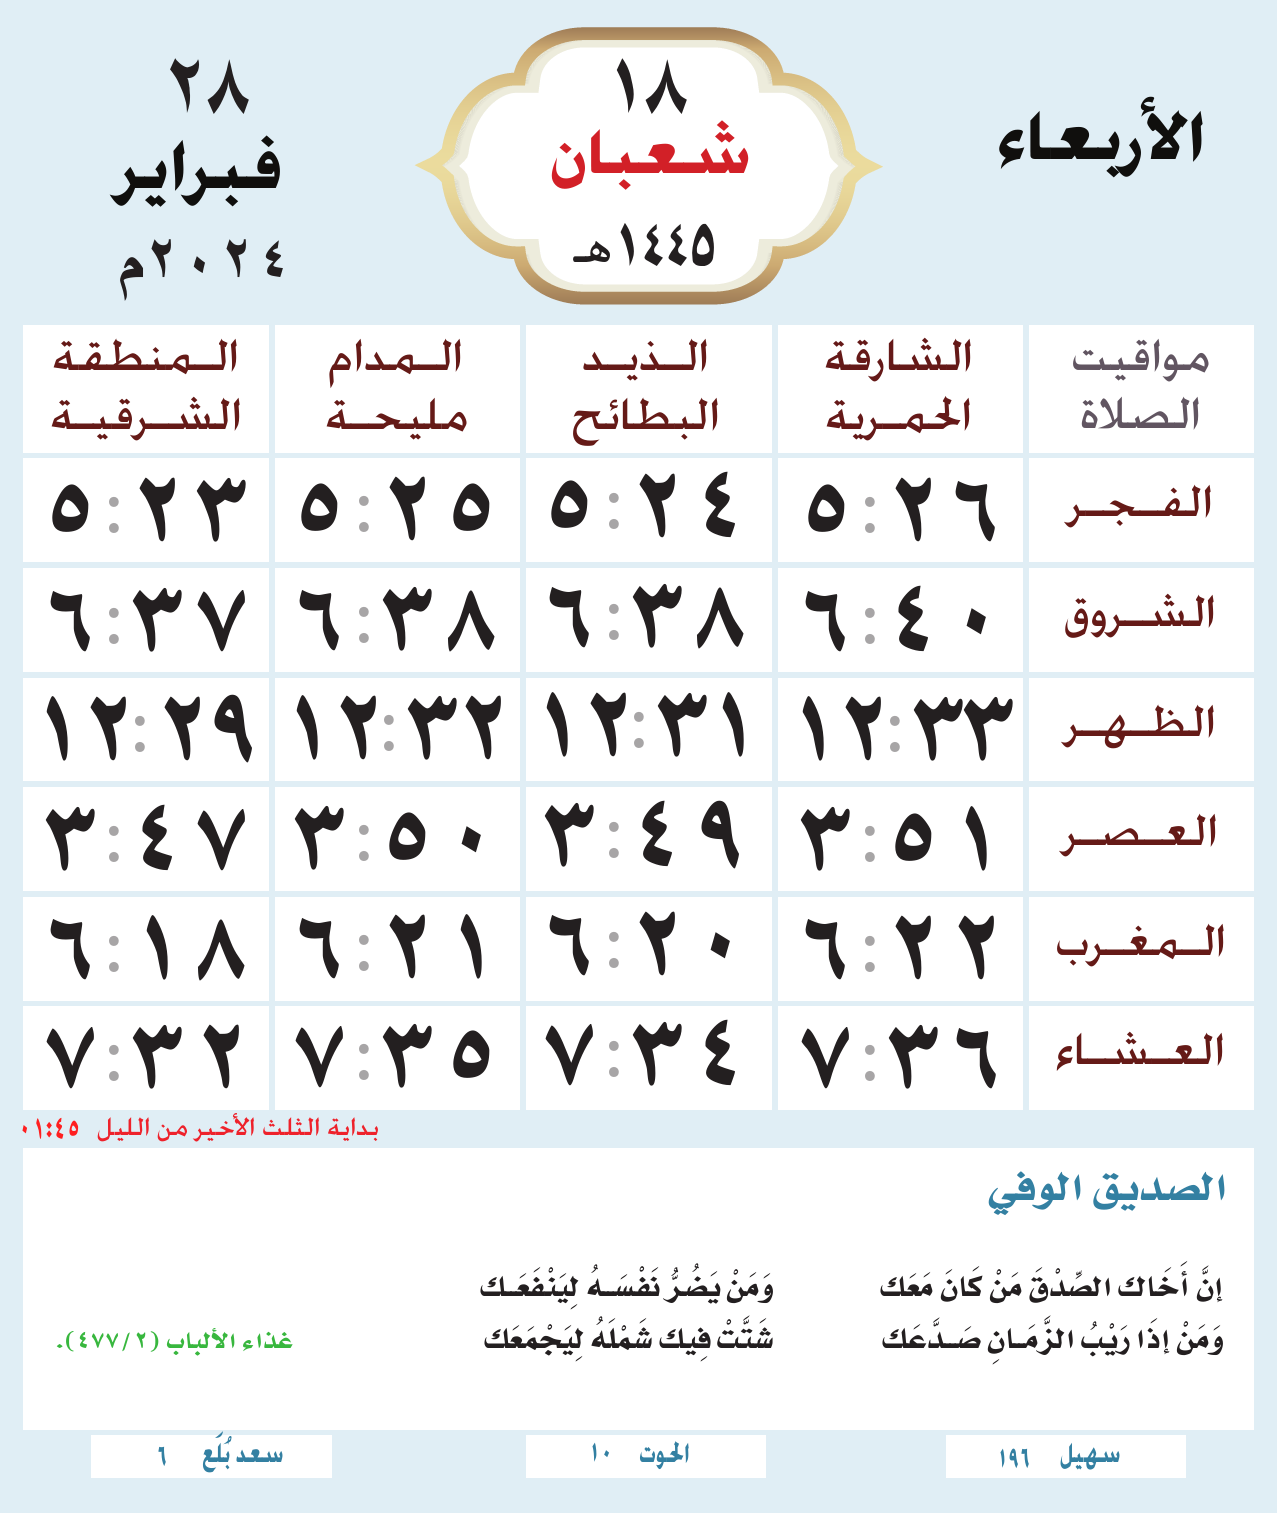 الأربعاء
١٨
شعبان
١٤٤٥هـ
٢٨
فبراير
٢٠٢٤م
مواقيت الصلاة	الشارقة الحمرية	الذيد البطائح	المدام مليحة	المنطقة الشرقية
الفجر	٥:٢٦	٥:٢٤	٥:٢٥	٥:٢٣
الشروق	٦:٤٠	٦:٣٨	٦:٣٨	٦:٣٧
الظهر	١٢:٣٣	١٢:٣١	١٢:٣٢	١٢:٢٩
العصر	٣:٥١	٣:٤٩	٣:٥٠	٣:٤٧
المغرب	٦:٢٢	٦:٢٠	٦:٢١	٦:١٨
العشاء	٧:٣٦	٧:٣٤	٧:٣٥	٧:٣٢
بداية الثلث الأخير من الليل ٠١:٤٥
الصديق الوفي
إنَّ أَخَاك الصِّدْقَ مَنْ كَانَ مَعَك وَمَنْ يَضُرُّ نَفْسَهُ لِيَنْفَعَك
وَمَنْ إذَا رَيْبُ الزَّمَانِ صَدَّعَك شَتَّتْ فِيك شَمْلَهُ لِيَجْمَعَك غذاء الألباب (٢/ ٤٧٧).
سهيل ١٩٦	الحوت ١٠	سعد بُلَع ٦